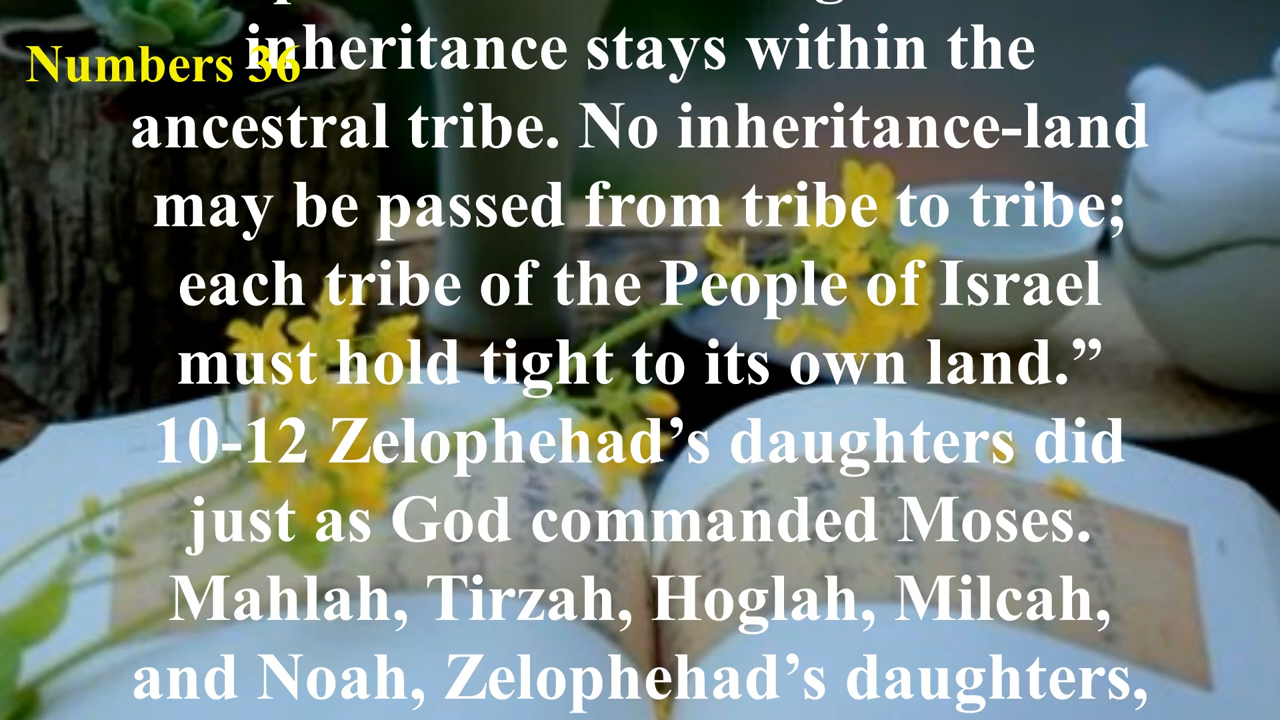 Numbers 36
inheritance stays within the
ancestral tribe. No inheritance-land
may be passed from tribe to tribe;
each tribe of the People of Israel
must hold tight to its own land.”
10-12 Zelophehad’s daughters did
just as God commanded Moses.
Mahlah, Tirzah, Hoglah, Milcah,
and Noah, Zelophehad’s daughters,